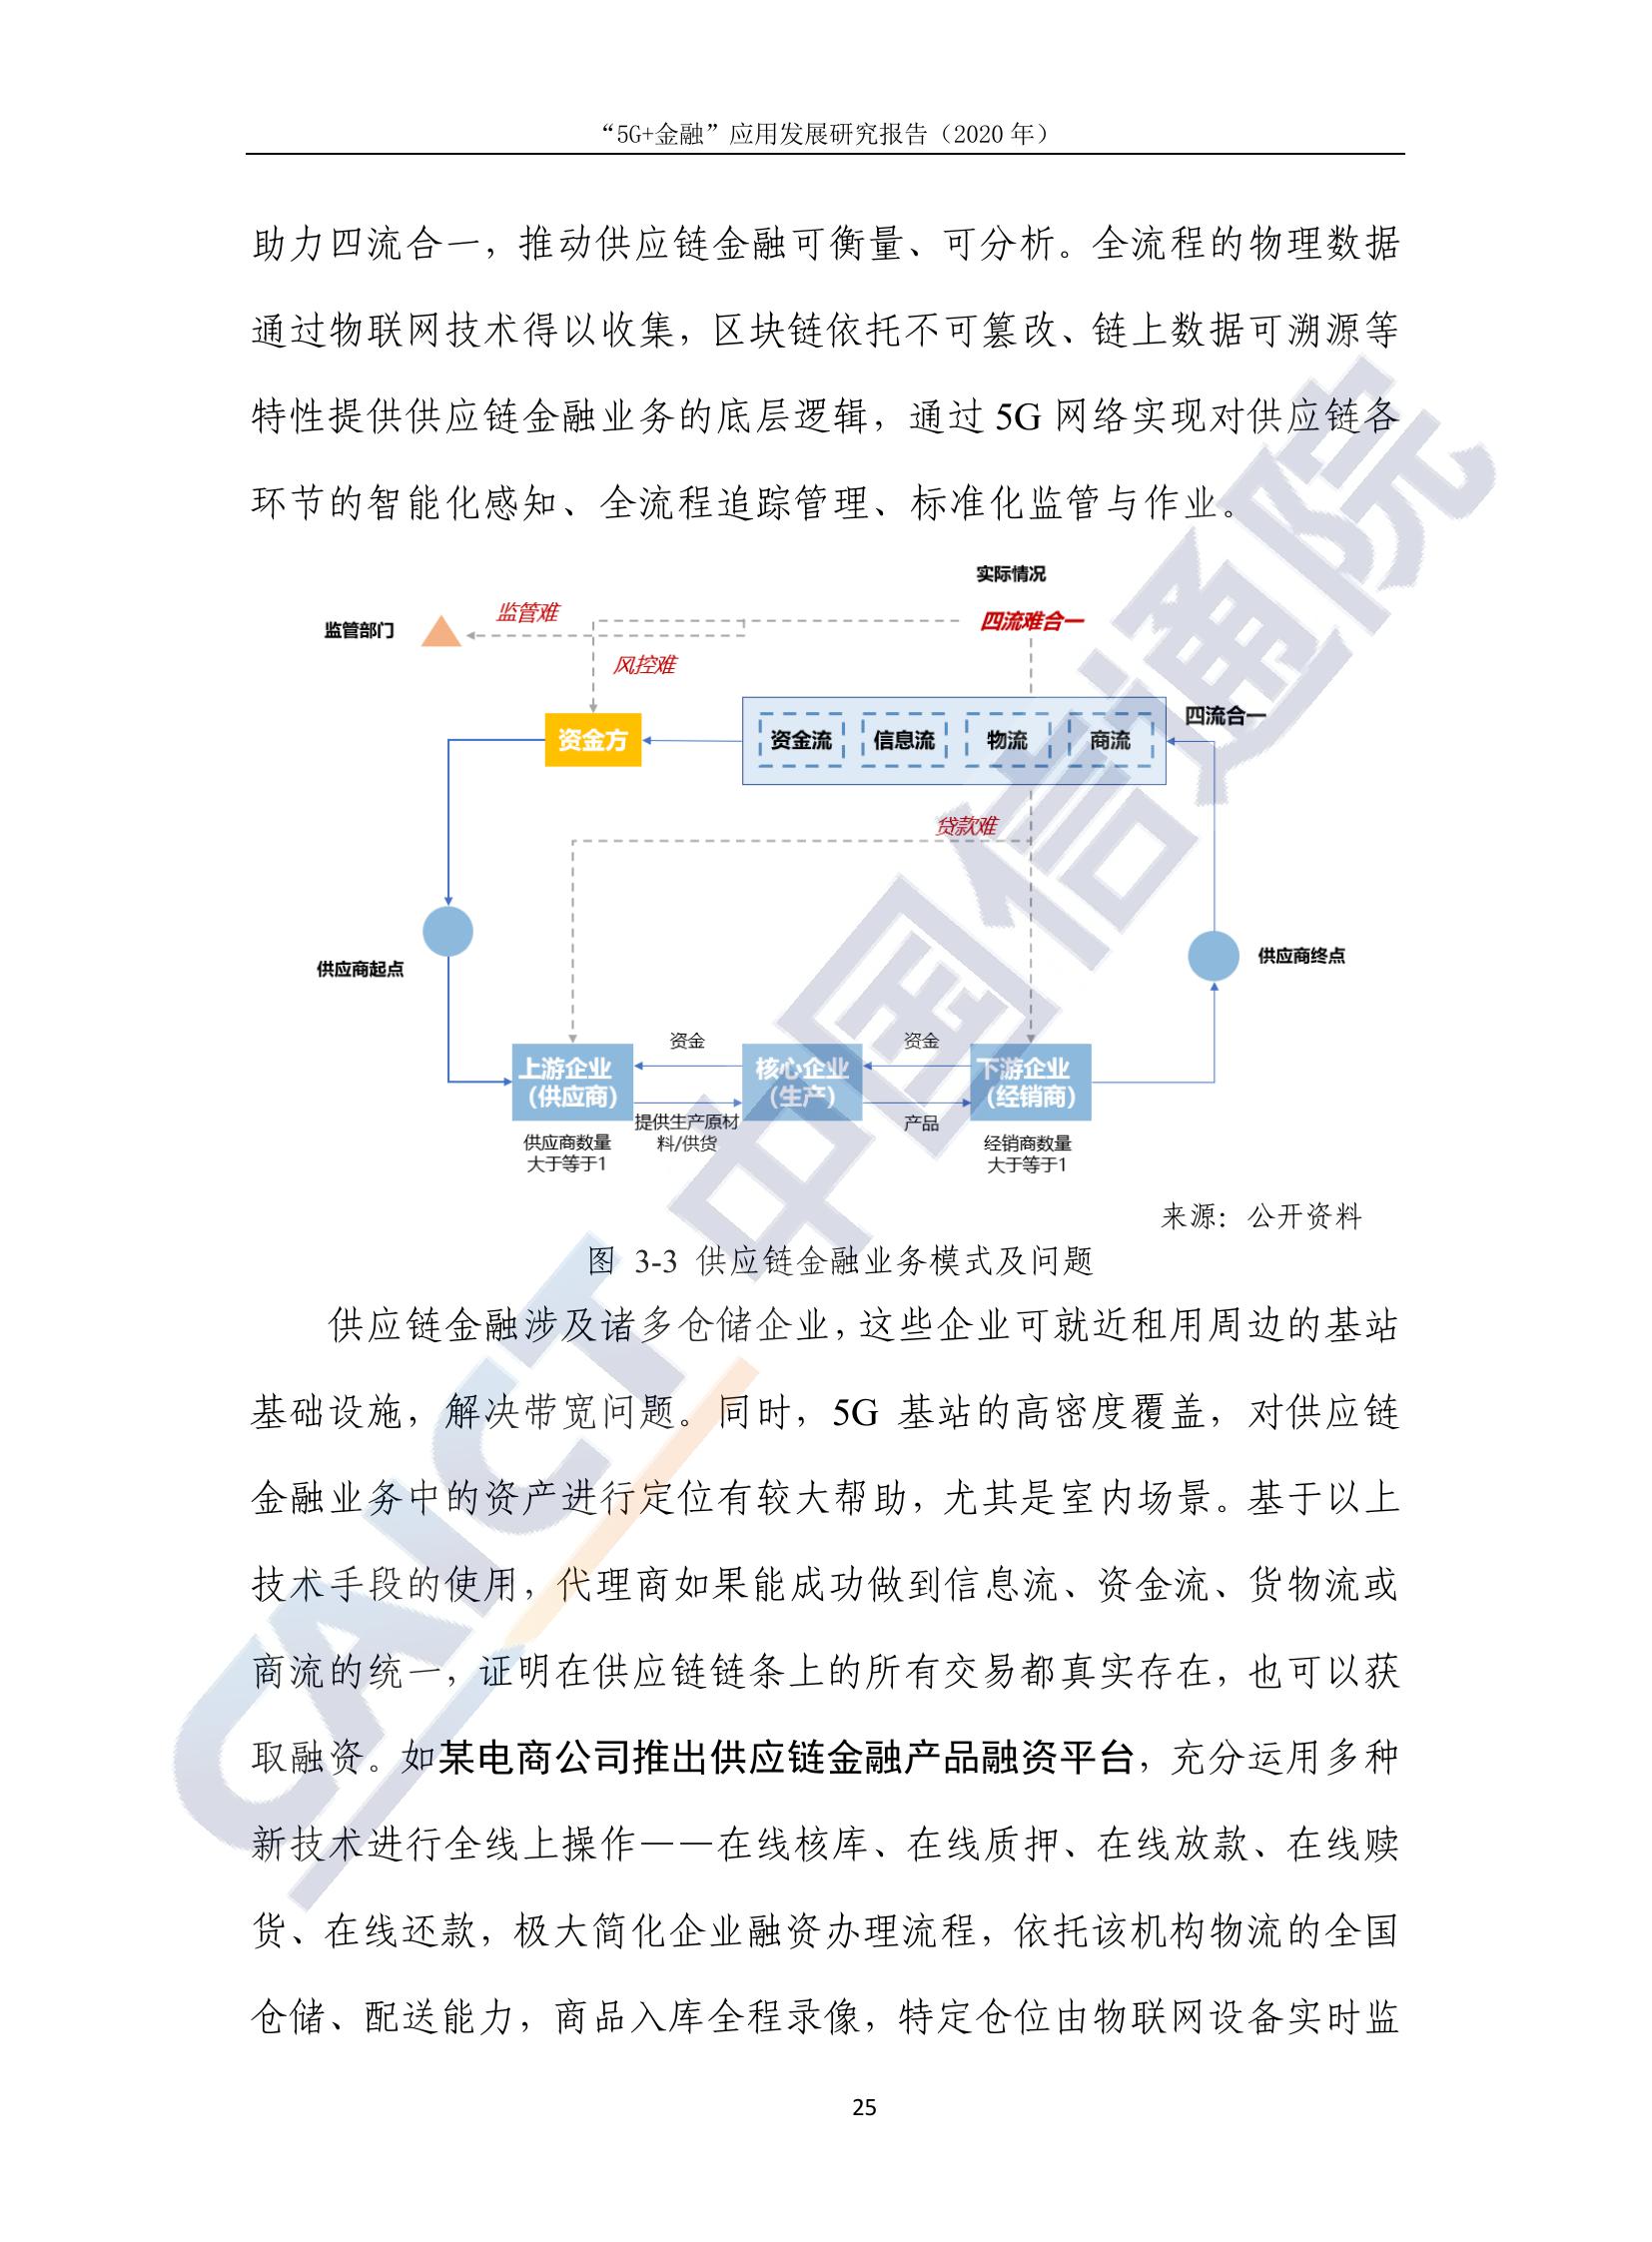 “5G+金融”应用发展研究报告（2020 年）
助力四流合一，推动供应链金融可衡量、可分析。全流程的物理数据
通过物联网技术得以收集，区块链依托不可篡改、链上数据可溯源等
特性提供供应链金融业务的底层逻辑，通过 5G 网络实现对供应链各
环节的智能化感知、全流程追踪管理、标准化监管与作业。
实际情况
监管部门
监管难
四流难合一
风控难
资金方
资金流
信息流
物流
商流
四流合一
贷款难
供应商起点
供应商终点
上游企业
（供应商）
资金
提供生产原材
料/供货
核心企业
（生产）
资金
产品
下游企业
（经销商）
供应商数量
大于等于1
经销商数量
大于等于1
来源：公开资料
图 3-3 供应链金融业务模式及问题
供应链金融涉及诸多仓储企业，这些企业可就近租用周边的基站
基础设施，解决带宽问题。同时，5G 基站的高密度覆盖，对供应链
金融业务中的资产进行定位有较大帮助，尤其是室内场景。基于以上
技术手段的使用，代理商如果能成功做到信息流、资金流、货物流或
商流的统一，证明在供应链链条上的所有交易都真实存在，也可以获
取融资。如某电商公司推出供应链金融产品融资平台，充分运用多种
新技术进行全线上操作——在线核库、在线质押、在线放款、在线赎
货、在线还款，极大简化企业融资办理流程，依托该机构物流的全国
仓储、配送能力，商品入库全程录像，特定仓位由物联网设备实时监
25
CAICT 中国信通院